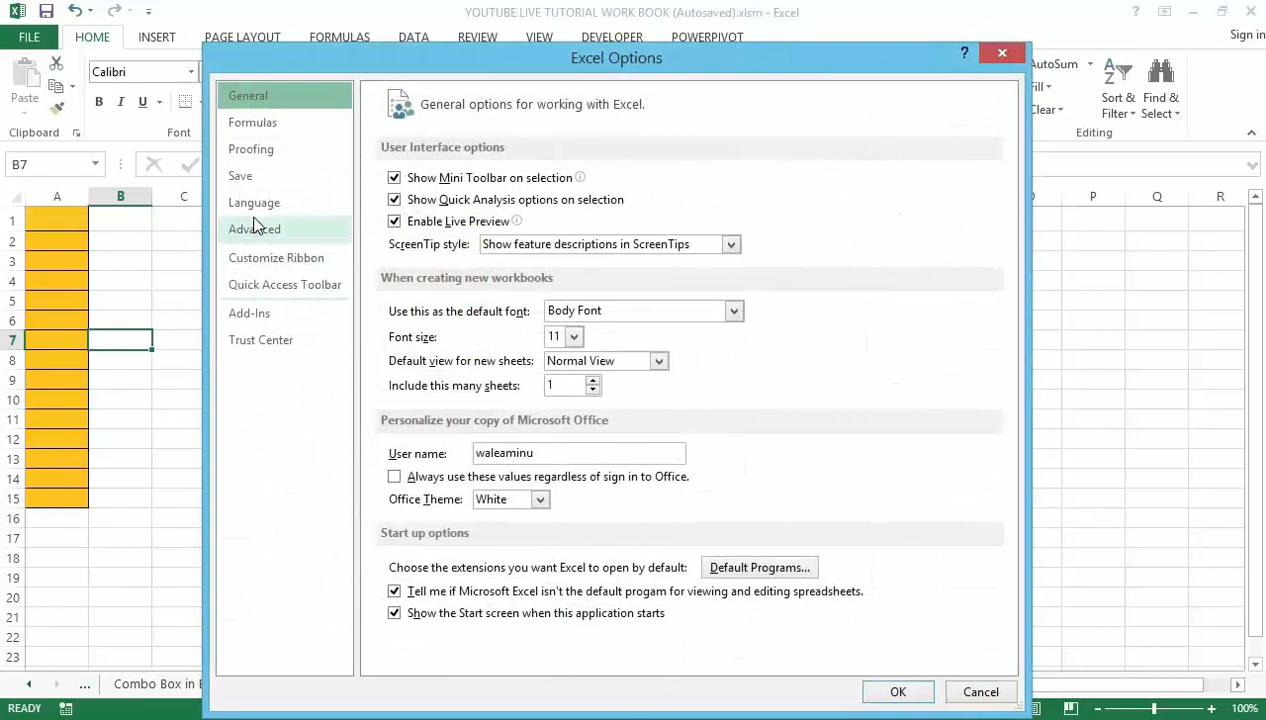 YOUTUBE LIVE TUTORIAL WORK BOOK (Autosaved).xlsm - Excel
FILE HOME INSERT PAGE LAYOUT FORMULAS DATA REVIEW VIEW DEVELOPER POWERPIVOT Sign in
Excel Options
General
Formulas
Proofing
Save
Language
Advanced
Customize Ribbon
Quick Access Toolbar
Add-Ins
Trust Center
General options for working with Excel.
User Interface options
Show Mini Toolbar on selection
Show Quick Analysis options on selection
Enable Live Preview
ScreenTip style: Show feature descriptions in ScreenTips
When creating new workbooks
Use this as the default font: Body Font
Font size: 11
Default view for new sheets: Normal View
Include this many sheets: 1
Personalize your copy of Microsoft Office
User name: waleaminu
Always use these values regardless of sign in to Office.
Office Theme: White
Start up options
Choose the extensions you want Excel to open by default: Default Programs...
Tell me if Microsoft Excel isn't the default progam for viewing and editing spreadsheets.
Show the Start screen when this application starts
OK Cancel
Paste
Clipboard
Calibri
B I U
Font
AutoSum
Fill
Clear
Sort & Filter
Find & Select
Editing
B7
A B C P Q R
1
2
3
4
5
6
7
8
9
10
11
12
13
14
15
16
17
18
19
20
21
22
23
... Combo Box in E
READY 100%